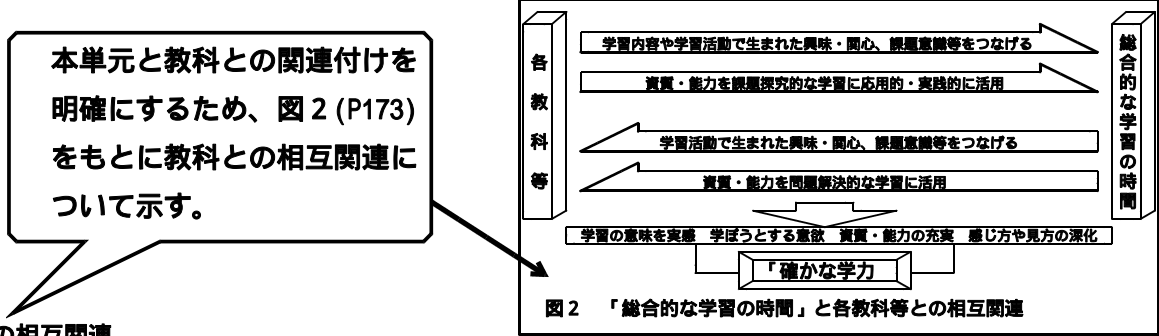 本単元と教科との関連付けを
明確にするため、図2(P173)
をもとに教科との相互関連に
ついて示す。
の相互関連
各教科等
学習内容や学習活動で生まれた興味・関心、課題意識等をつなげる
資質・能力を課題探究的な学習に応用的・実践的に活用
学習活動で生まれた興味・関心、課題意識等をつなげる
資質・能力を問題解決的な学習に活用
総合的な学習の時間
学習の意味を実感 学ぼうとする意欲 資質・能力の充実 感じ方や見方の深化
「確かな学力
図2 「総合的な学習の時間」と各教科等との相互関連